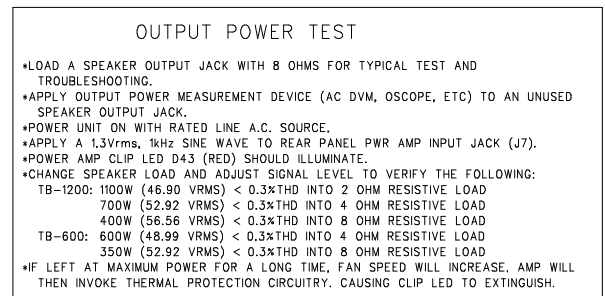 OUTPUT POWER TEST
*LOAD A SPEAKER OUTPUT JACK WITH 8 OHMS FOR TYPICAL TEST AND
TROUBLESHOOTING.
*APPLY OUTPUT POWER MEASUREMENT DEVICE (AC DVM, OSCOPE, ETC) TO AN UNUSED
SPEAKER OUTPUT JACK.
*POWER UNIT ON WITH RATED LINE A.C. SOURCE.
*APPLY A 1.3Vrms, 1kHz SINE WAVE TO REAR PANEL PWR AMP INPUT JACK (J7).
*POWER AMP CLIP LED D43 (RED) SHOULD ILLUMINATE.
*CHANGE SPEAKER LOAD AND ADJUST SIGNAL LEVEL TO VERIFY THE FOLLOWING:
TB-1200: 1100W (46.90 VRMS) < 0.3%THD INTO 2 OHM RESISTIVE LOAD
700W (52.92 VRMS) < 0.3%THD INTO 4 OHM RESISTIVE LOAD
400W (56.56 VRMS) < 0.3%THD INTO 8 OHM RESISTIVE LOAD
TB-600: 600W (48.99 VRMS) < 0.3%THD INTO 4 OHM RESISTIVE LOAD
350W (52.92 VRMS) < 0.3%THD INTO 8 OHM RESISTIVE LOAD
*IF LEFT AT MAXIMUM POWER FOR A LONG TIME, FAN SPEED WILL INCREASE, AMP WILL
THEN INVOKE THERMAL PROTECTION CIRCUITRY. CAUSING CLIP LED TO EXTINGUISH.